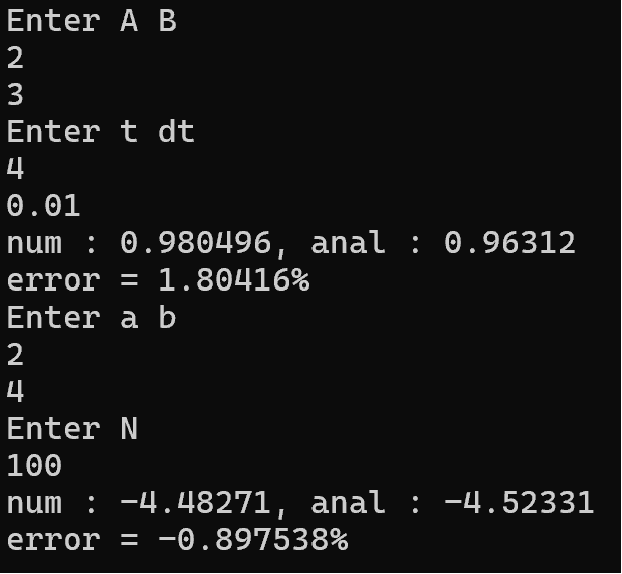 Enter A B
2
3
Enter t dt
4
0.01
num : 0.980496, anal : 0.96312
error = 1.80416%
Enter a b
2
4
Enter N
100
num : -4.48271, anal : -4.52331
error = -0.897538%